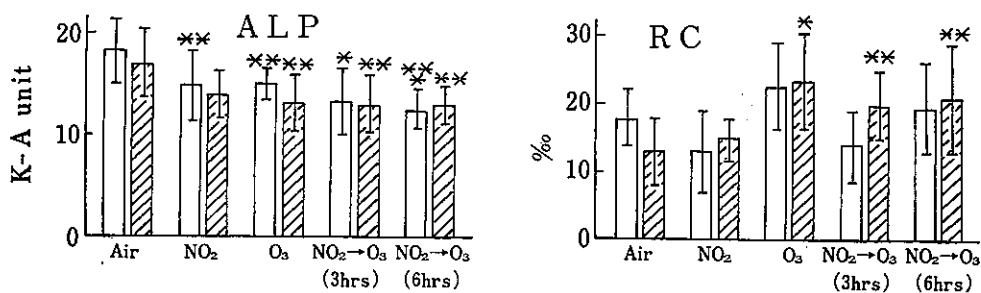 ALP
K-A unit
20
10
0
** 
** **
* **
** * **
Air NO₂ O₃ NO₂→O₃ NO₂→O₃
(3hrs) (6hrs)
RC
‰
30
20
10
0
*
**
**
Air NO₂ O₃ NO₂→O₃ NO₂→O₃
(3hrs) (6hrs)